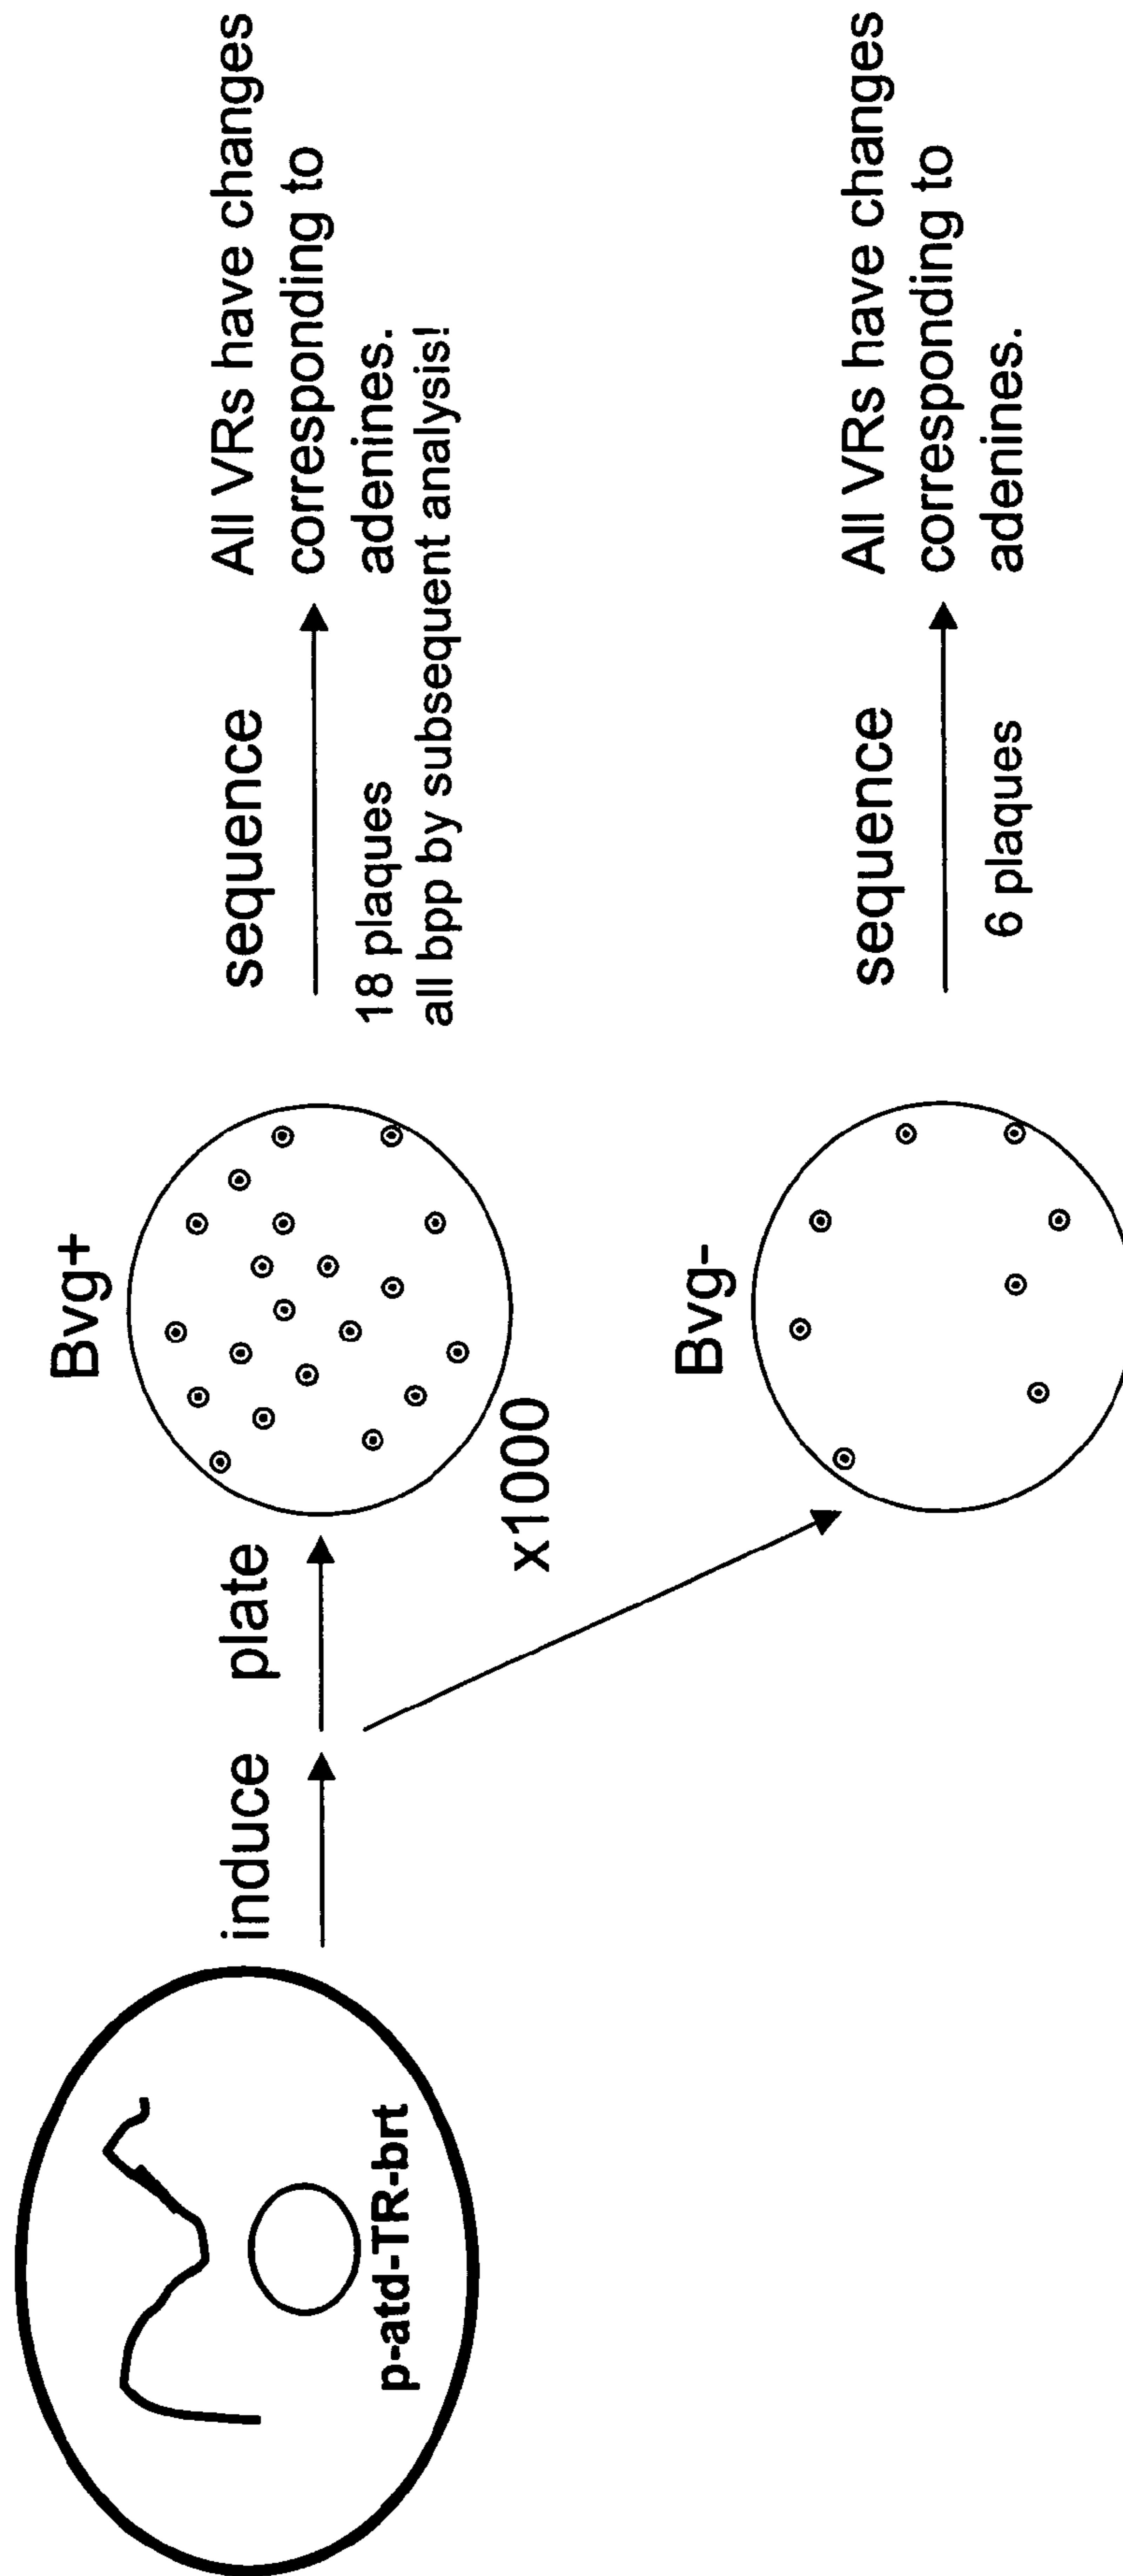 p-atd-TR-brt
induce
plate
Bvg+
x1000
sequence
18 plaques
all bpp by subsequent analysis!
All VRs have changes
corresponding to
adenines.
Bvg-
sequence
6 plaques
All VRs have changes
corresponding to
adenines.